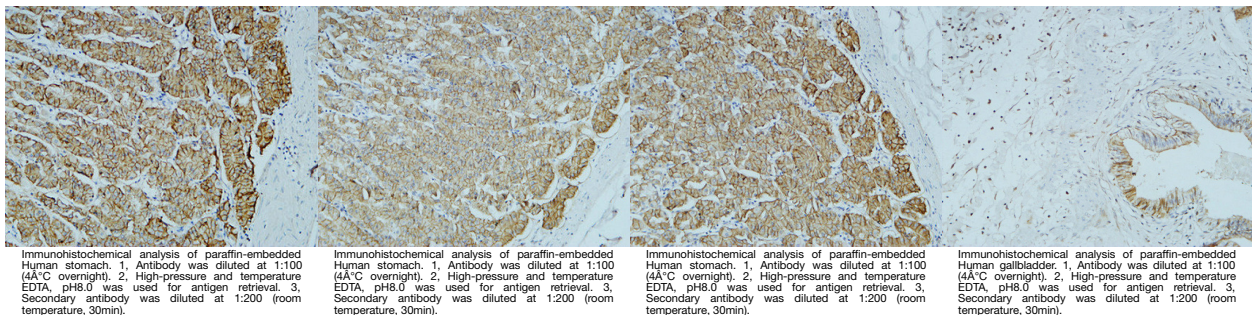 Immunohistochemical analysis of paraffin-embedded
Human stomach. 1, Antibody was diluted at 1:100
(4Â°C overnight). 2, High-pressure and temperature
EDTA, pH8.0 was used for antigen retrieval. 3,
Secondary antibody was diluted at 1:200 (room
temperature, 30min).
Immunohistochemical analysis of paraffin-embedded
Human stomach. 1, Antibody was diluted at 1:100
(4Â°C overnight). 2, High-pressure and temperature
EDTA, pH8.0 was used for antigen retrieval. 3,
Secondary antibody was diluted at 1:200 (room
temperature, 30min).
Immunohistochemical analysis of paraffin-embedded
Human stomach. 1, Antibody was diluted at 1:100
(4Â°C overnight). 2, High-pressure and temperature
EDTA, pH8.0 was used for antigen retrieval. 3,
Secondary antibody was diluted at 1:200 (room
temperature, 30min).
Immunohistochemical analysis of paraffin-embedded
Human gallbladder. 1, Antibody was diluted at 1:100
(4Â°C overnight). 2, High-pressure and temperature
EDTA, pH8.0 was used for antigen retrieval. 3,
Secondary antibody was diluted at 1:200 (room
temperature, 30min).